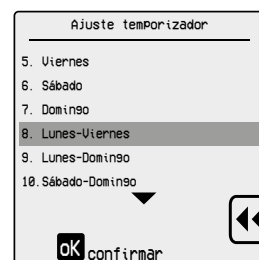 Ajuste temporizador
5. Viernes
6. Sábado
7. Domingo
8. Lunes-Viernes
9. Lunes-Domingo
10.Sábado-Domingo
oK confirmar